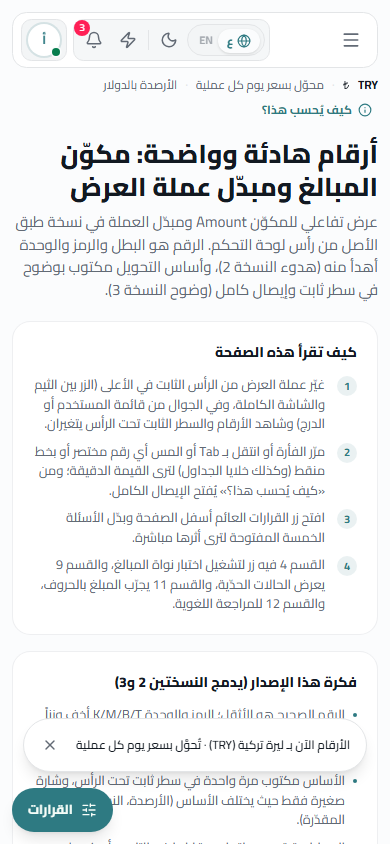 3
EN ع
TRY ₺ · محوّل بسعر يوم كل عملية · الأرصدة بالدولار
كيف يُحسب هذا؟
أرقام هادئة وواضحة: مكوّن
المبالغ ومبدّل عملة العرض
عرض تفاعلي للمكوّن Amount ومبدّل العملة في نسخة طبق
الأصل من رأس لوحة التحكم. الرقم هو البطل والرمز والوحدة
أهدأ منه (هدوء النسخة 2)، وأساس التحويل مكتوب بوضوح
في سطر ثابت وإيصال كامل (وضوح النسخة 3).
كيف تقرأ هذه الصفحة
1 غيّر عملة العرض من الرأس الثابت في الأعلى (الزر بين الثيم
والشاشة الكاملة، وفي الجوال من قائمة المستخدم أو
الدرج) وشاهد الأرقام والسطر الثابت تحت الرأس يتغيران.
2 مرّر الفأرة أو انتقل بـ Tab أو المس أي رقم مختصر أو بخط
منقط (وكذلك خلايا الجداول) لترى القيمة الدقيقة؛ ومن
«كيف يُحسب هذا؟» يُفتح الإيصال الكامل.
3 افتح زر القرارات العائم أسفل الصفحة وبدّل الأسئلة
الخمسة المفتوحة لترى أثرها مباشرة.
4 القسم 4 فيه زر لتشغيل اختبار نواة المبالغ، والقسم 9
يعرض الحالات الحدّية، والقسم 11 يجرّب المبلغ بالحروف،
والقسم 12 للمراجعة اللغوية.
فكرة هذا الإصدار (يدمج النسختين 2 و3)
الرقم الصحيح هو الأثقل؛ الرمز والوحدة K/M/B/T أخف وزناً
الأرقام الآن بـ ليرة تركية (TRY) · تُحوَّل بسعر يوم كل عملية
الأساس مكتوب مرة واحدة في سطر ثابت تحت الرأس، وشارة
صغيرة فقط حيث يختلف الأساس (الأرصدة،
المقدّرة).
القرارات